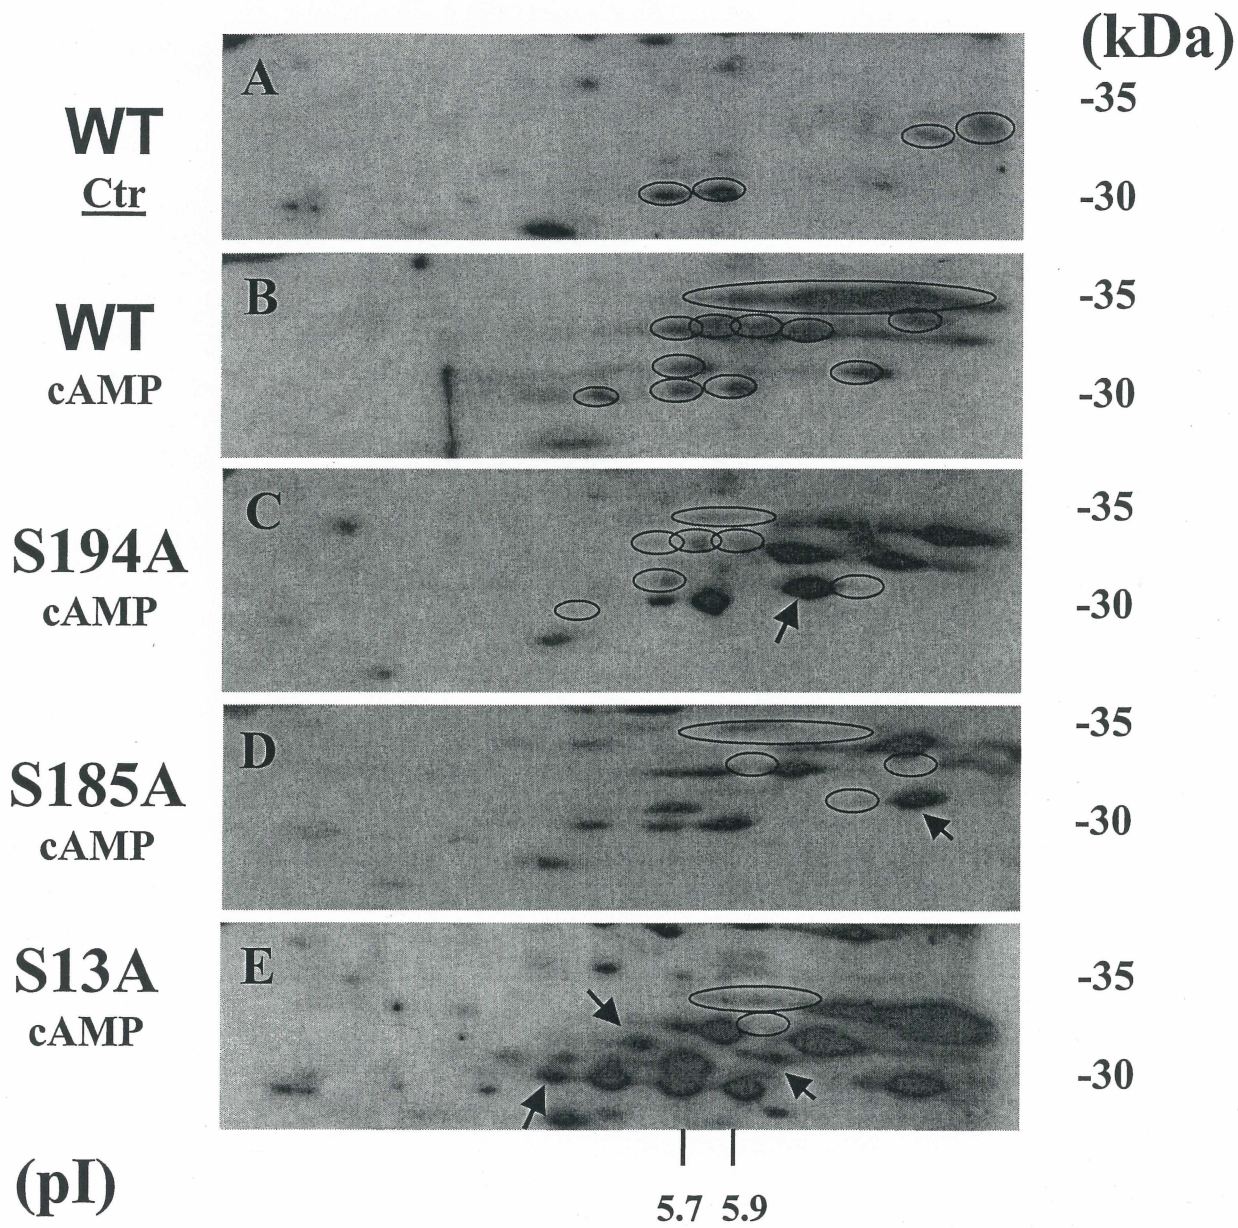 (kDa)
A
WT
Ctr
-35
-30
B
WT
cAMP
-35
-30
C
S194A
cAMP
-35
-30
D
S185A
cAMP
-35
-30
E
S13A
cAMP
-35
-30
(pI)
5.7 5.9